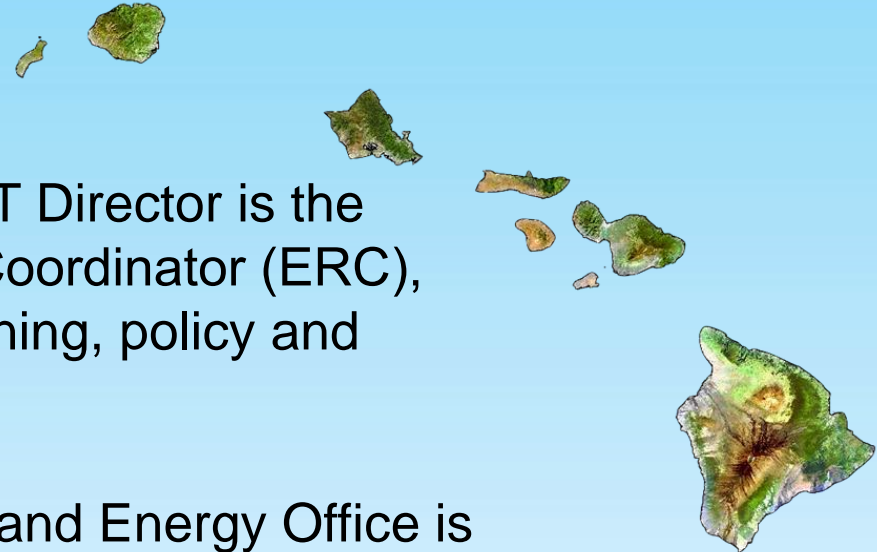 T Director is the
Coordinator (ERC),
ning, policy and
and Energy Office is